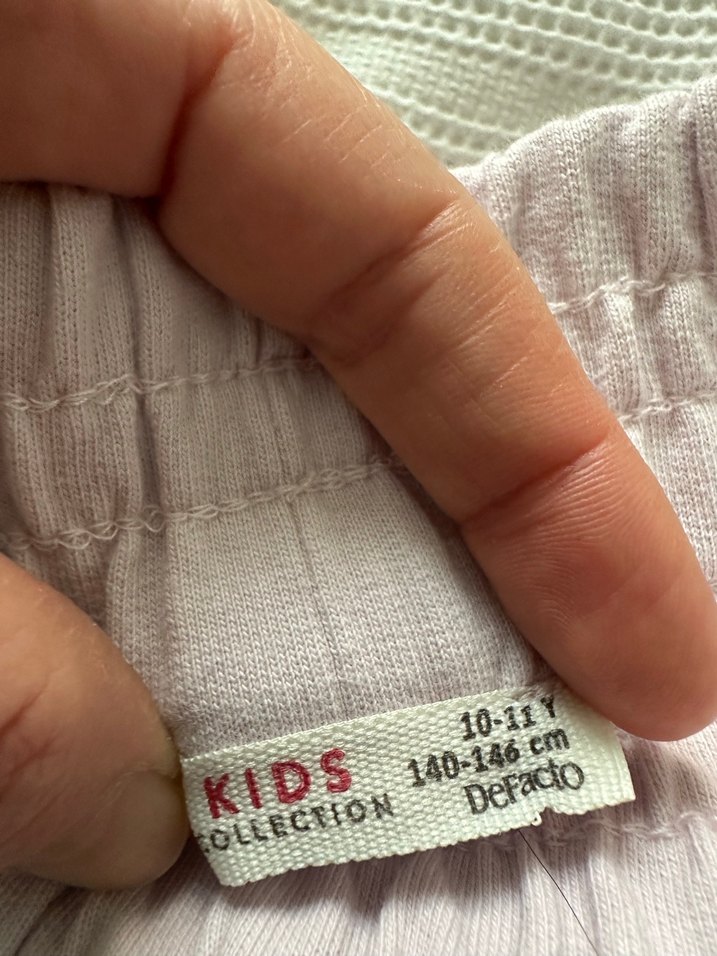 KIDS
COLLECTION
10-11 Y
140-146 cm
DeFacto